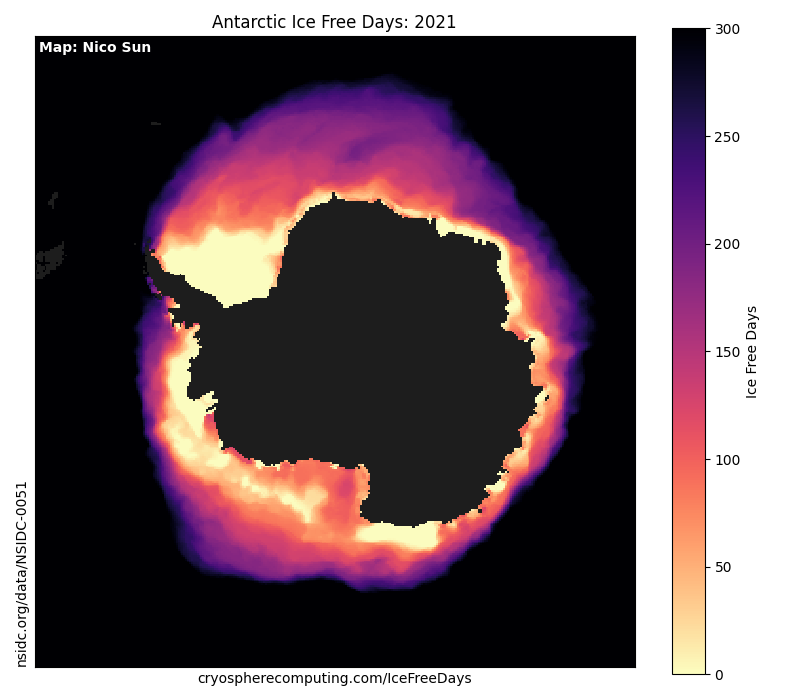 Antarctic Ice Free Days: 2021
Map: Nico Sun
300
250
200
150
100
50
0
Ice Free Days
nsidc.org/data/NSIDC-0051
cryospherecomputing.com/IceFreeDays